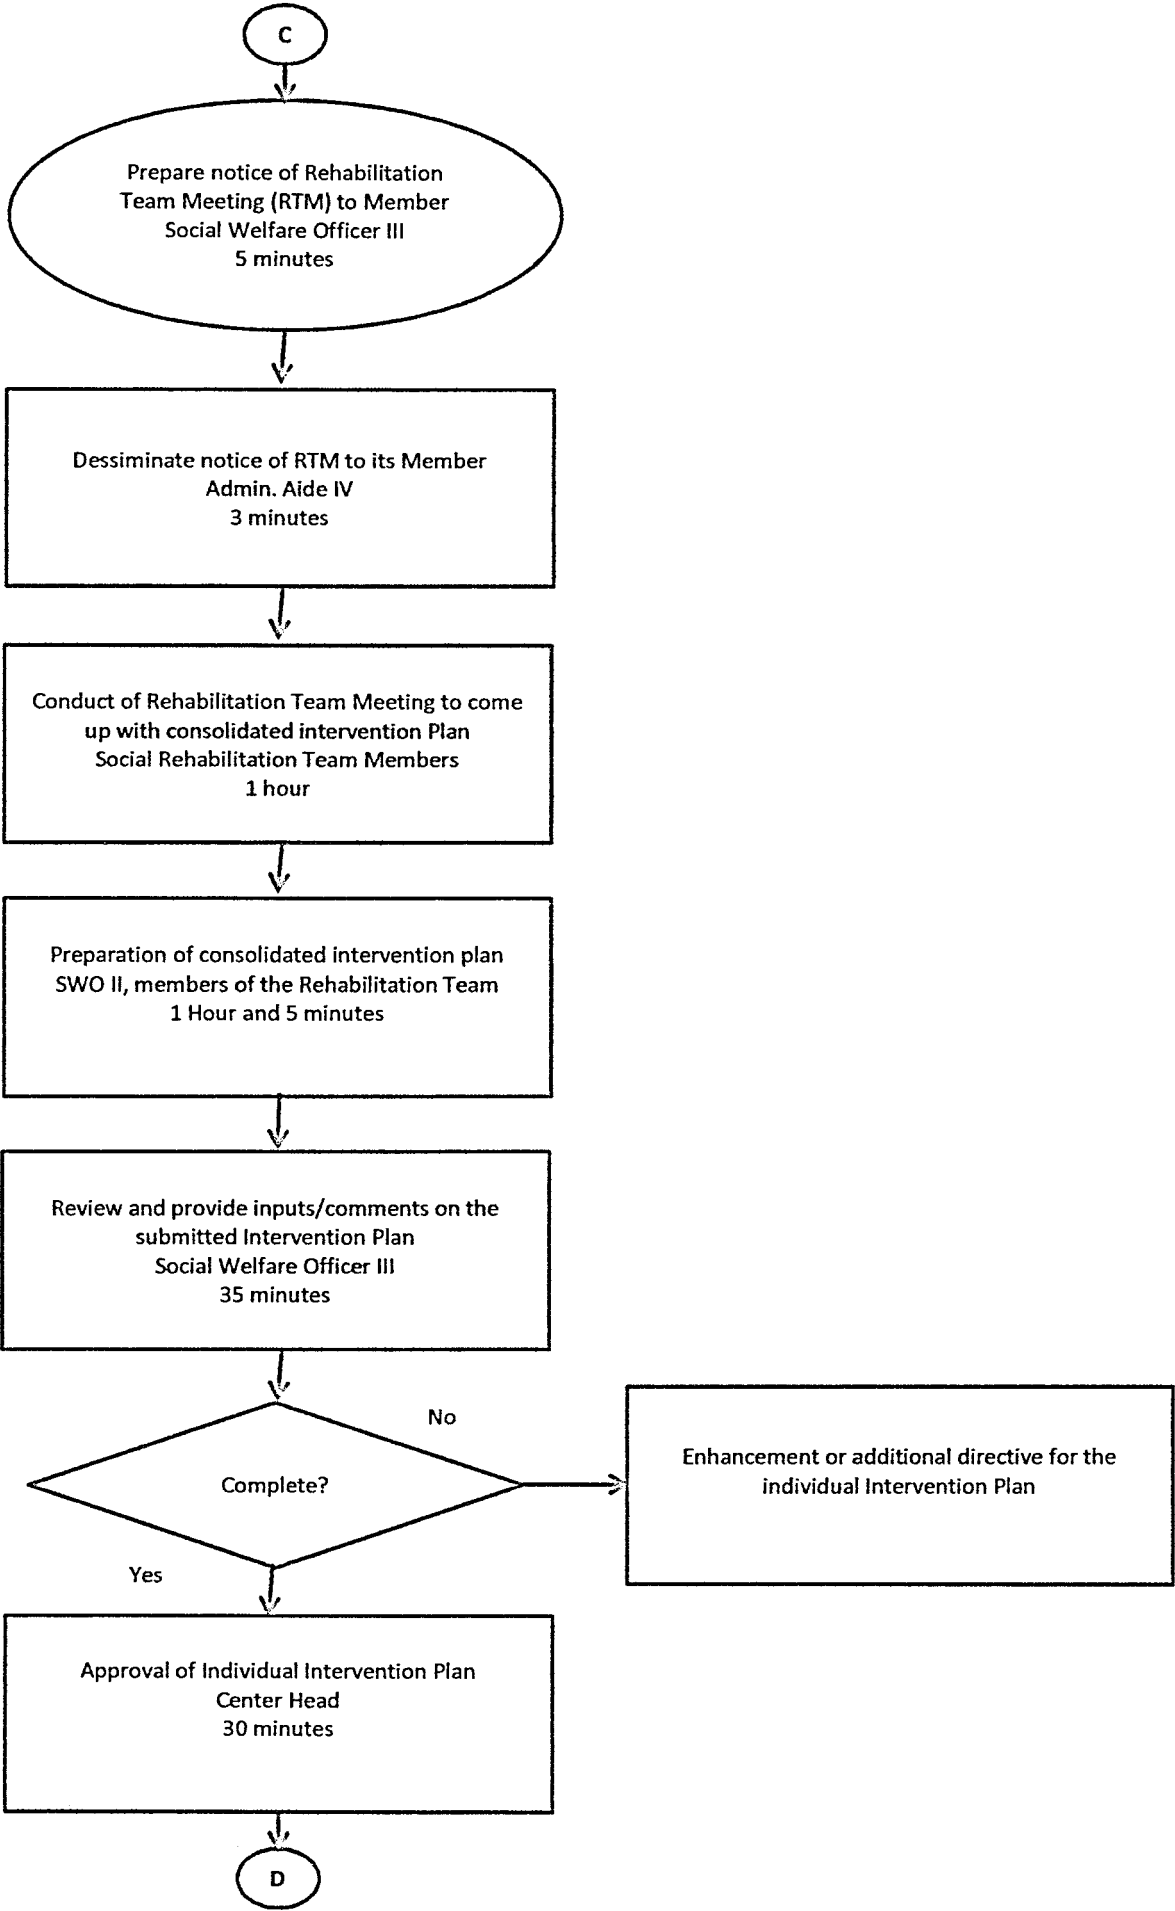 C
Prepare notice of Rehabilitation
Team Meeting (RTM) to Member
Social Welfare Officer III
5 minutes
Dessiminate notice of RTM to its Member
Admin. Aide IV
3 minutes
Conduct of Rehabilitation Team Meeting to come
up with consolidated intervention Plan
Social Rehabilitation Team Members
1 hour
Preparation of consolidated intervention plan
SWO II, members of the Rehabilitation Team
1 Hour and 5 minutes
Review and provide inputs/comments on the
submitted Intervention Plan
Social Welfare Officer III
35 minutes
No
Complete?
Enhancement or additional directive for the
individual Intervention Plan
Yes
Approval of Individual Intervention Plan
Center Head
30 minutes
D